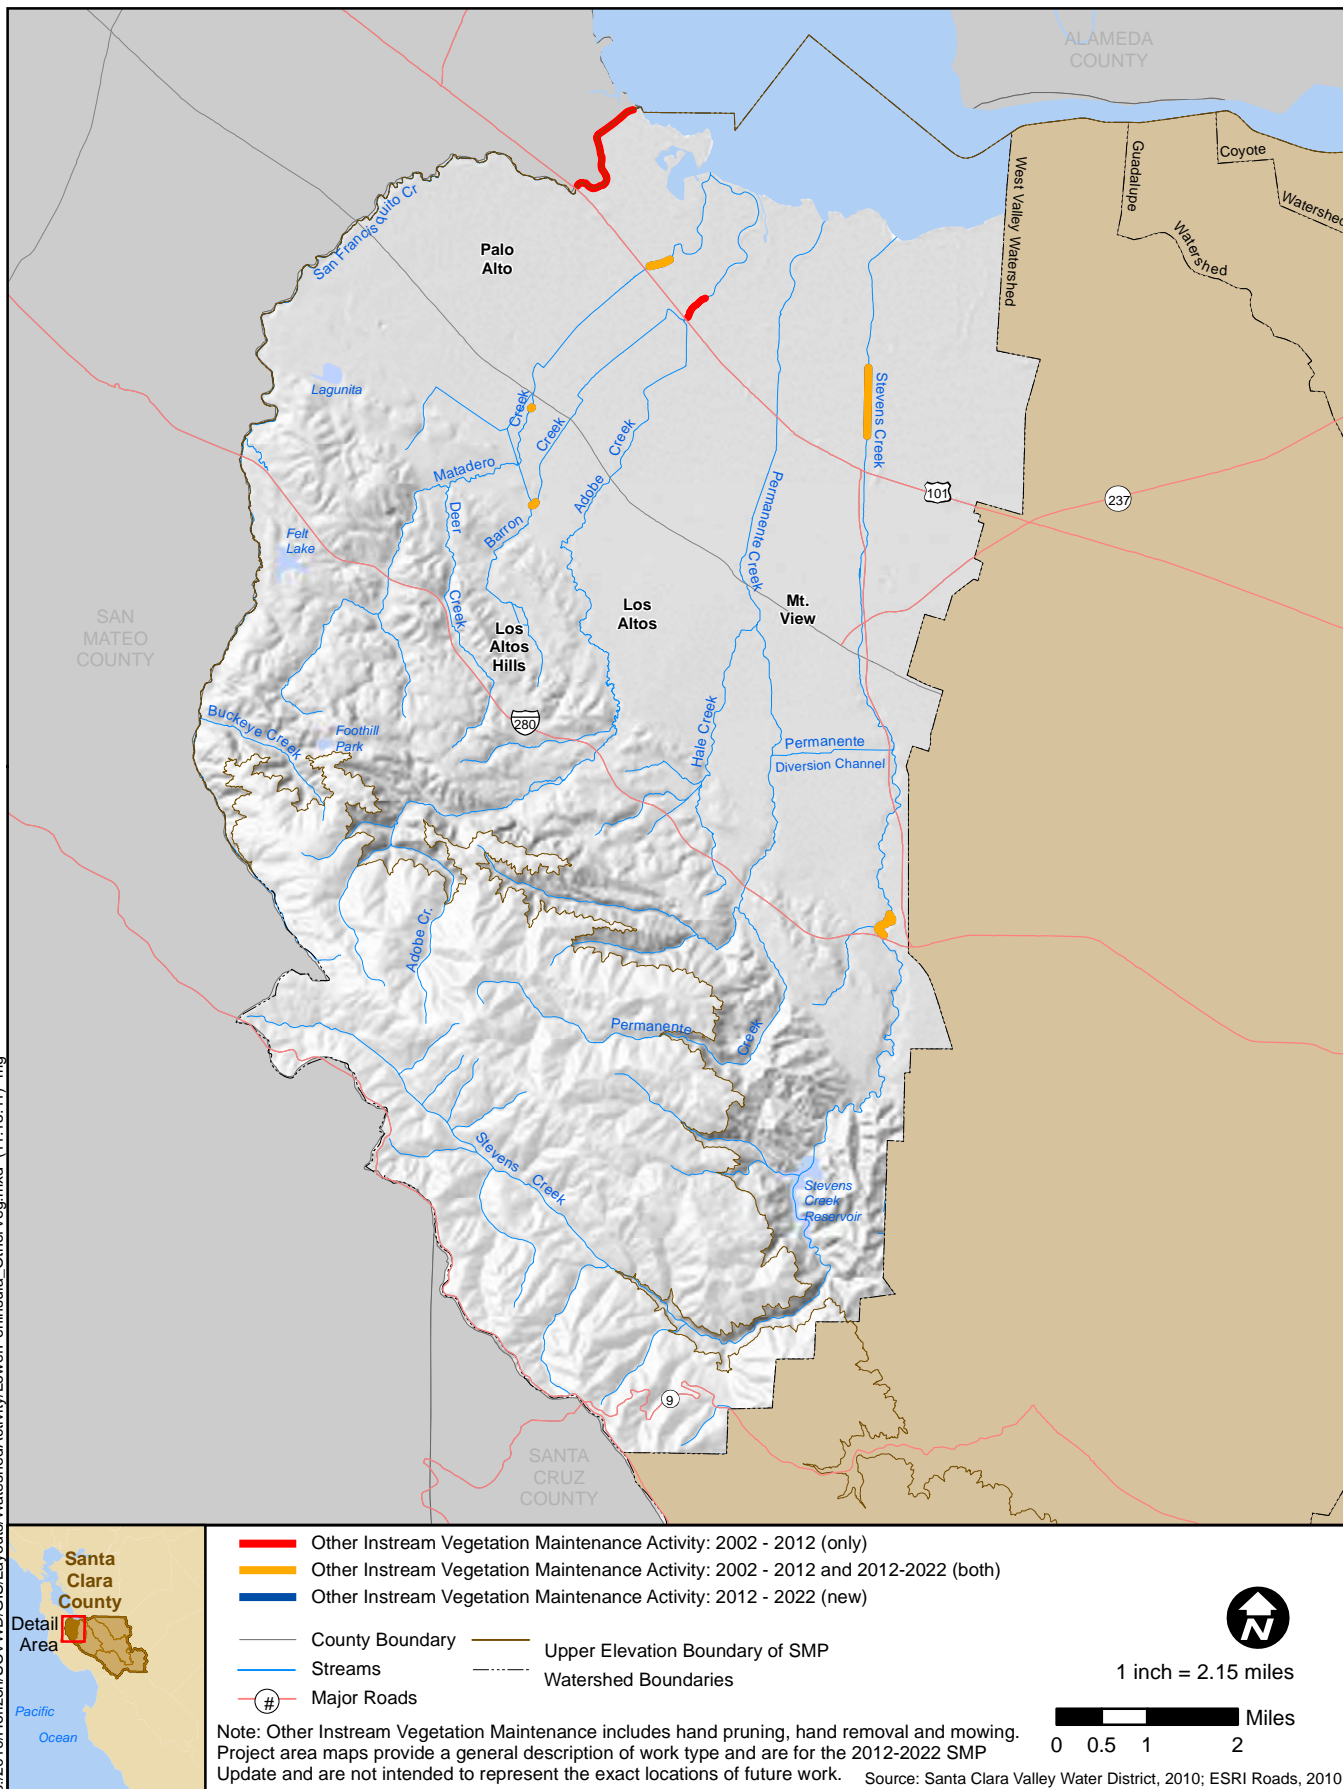 ALAMEDA
COUNTY
West Valley Watershed
Guadalupe
Watershed
Coyote
Watershed
San Francisquito Cr
Palo
Alto
Lagunita
Creek
Creek
Creek
Matadero
Adobe
Stevens Creek
Deer
Creek
Barron
Permanente Creek
101
237
Felt
Lake
SAN
MATEO
COUNTY
Los
Altos
Mt.
View
Los
Altos
Hills
Buckeye Creek
Foothill
Park
280
Hale Creek
Permanente
Diversion Channel
Adobe Cr.
Permanente
Creek
Stevens
Creek
Stevens
Creek
Reservoir
9
SANTA
CRUZ
COUNTY
Santa
Clara
County
Detail
Area
Pacific
Ocean
Other Instream Vegetation Maintenance Activity: 2002 - 2012 (only)
Other Instream Vegetation Maintenance Activity: 2002 - 2012 and 2012-2022 (both)
Other Instream Vegetation Maintenance Activity: 2012 - 2022 (new)
County Boundary
Streams
# Major Roads
Upper Elevation Boundary of SMP
Watershed Boundaries
N
1 inch = 2.15 miles
Miles
0 0.5 1 2
Note: Other Instream Vegetation Maintenance includes hand pruning, hand removal and mowing.
Project area maps provide a general description of work type and are for the 2012-2022 SMP
Update and are not intended to represent the exact locations of future work.
Source: Santa Clara Valley Water District, 2010; ESRI Roads, 2010